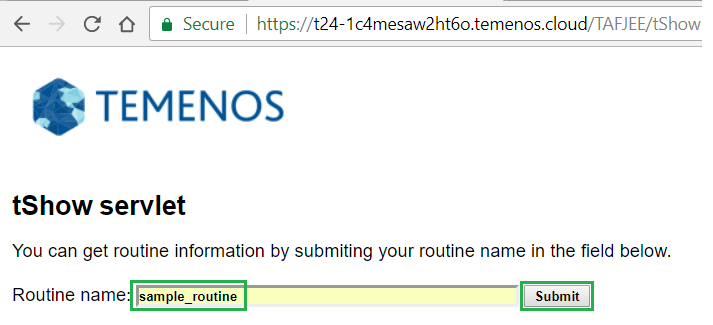 Secure https://t24-1c4mesaw2ht6o.temenos.cloud/TAFJEE/tShow
TEMENOS
tShow servlet
You can get routine information by submiting your routine name in the field below.
Routine name: sample_routine Submit